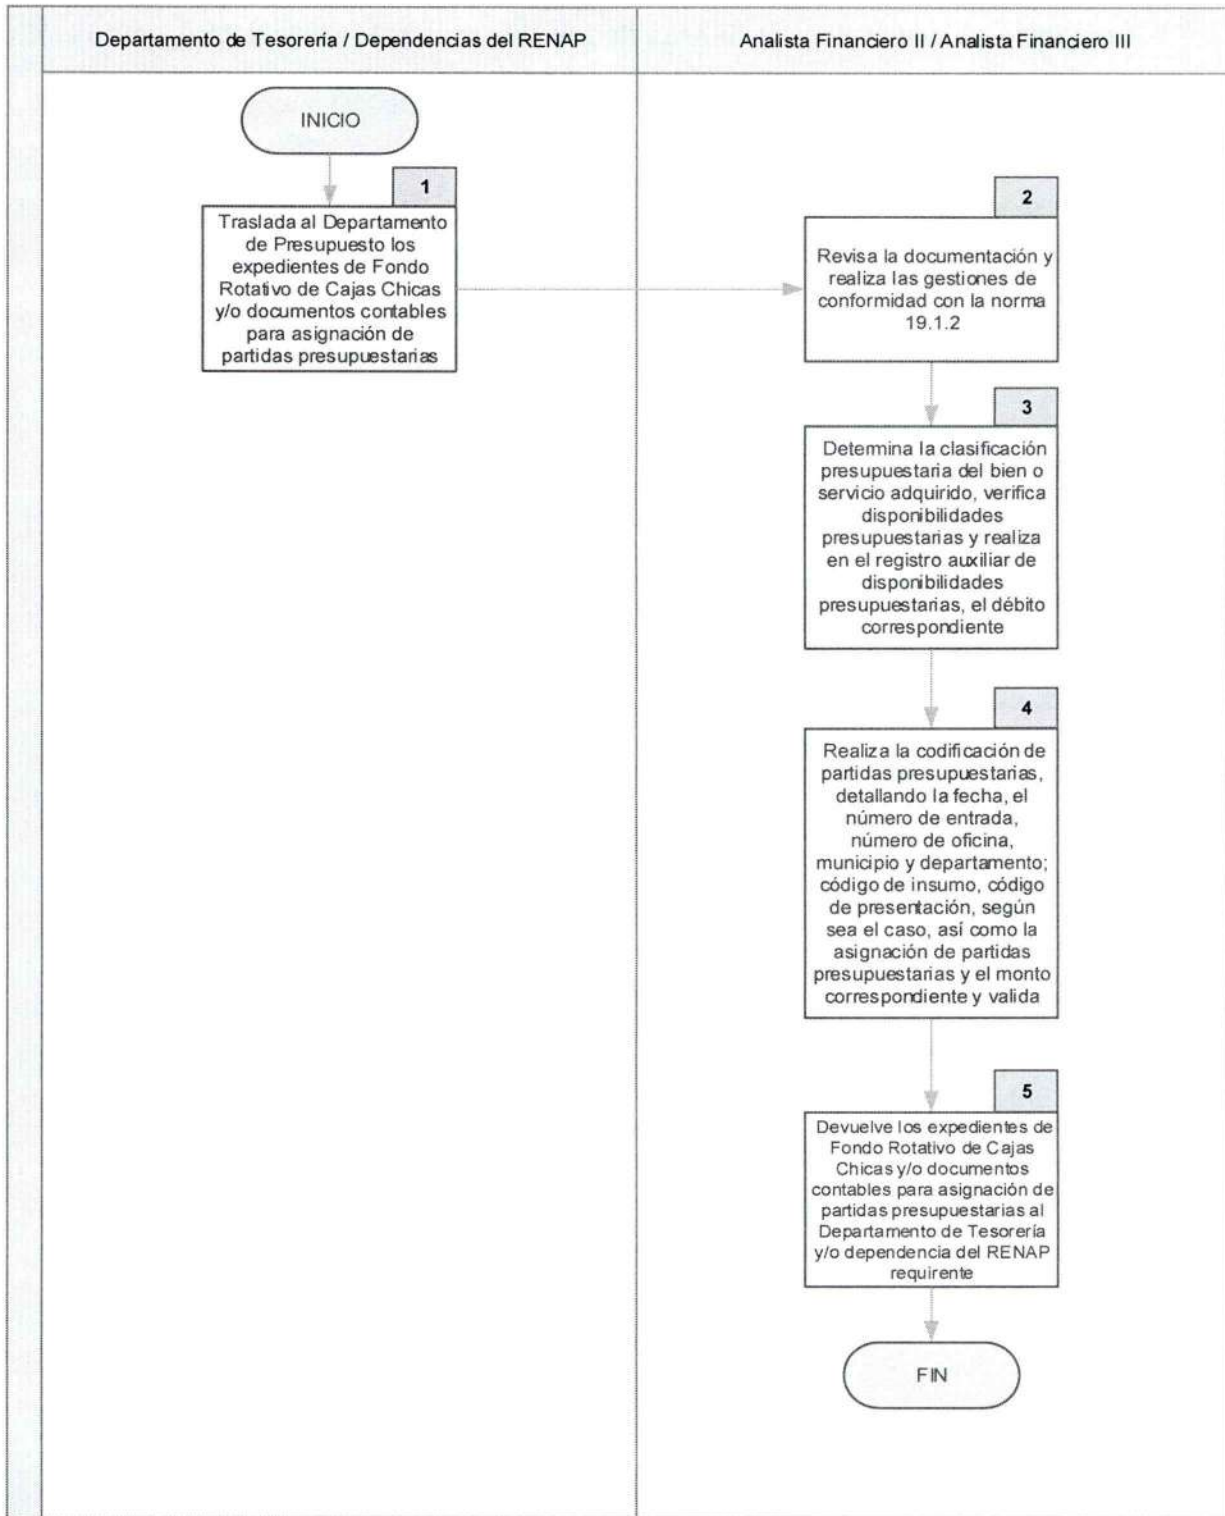 Departamento de Tesorería / Dependencias del RENAP
Analista Financiero II / Analista Financiero III
INICIO
1
Traslada al Departamento
de Presupuesto los
expedientes de Fondo
Rotativo de Cajas Chicas
y/o documentos contables
para asignación de
partidas presupuestarias
2
Revisa la documentación y
realiza las gestiones de
conformidad con la norma
19.1.2
3
Determina la clasificación
presupuestaria del bien o
servicio adquirido, verifica
disponibilidades
presupuestarias y realiza
en el registro auxiliar de
disponibilidades
presupuestarias, el débito
correspondiente
4
Realiza la codificación de
partidas presupuestarias,
detallando la fecha, el
número de entrada,
número de oficina,
municipio y departamento;
código de insumo, código
de presentación, según
sea el caso, así como la
asignación de partidas
presupuestarias y el monto
correspondiente y valida
5
Devuelve los expedientes de
Fondo Rotativo de Cajas
Chicas y/o documentos
contables para asignación de
partidas presupuestarias al
Departamento de Tesorería
y/o dependencia del RENAP
requirente
FIN